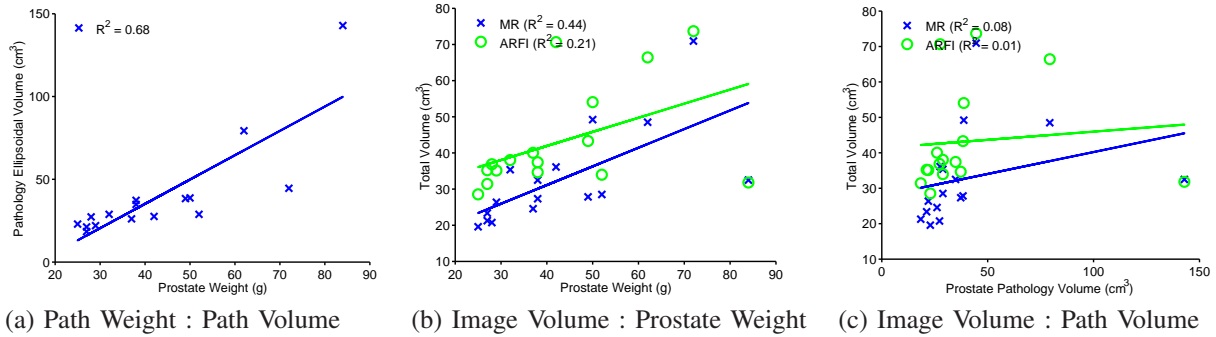 R² = 0.68
150
100
50
0
20 30 40 50 60 70 80 90
Pathology Ellipsoidal Volume (cm³)
Prostate Weight (g)
(a) Path Weight : Path Volume
MR (R² = 0.44)
ARFI (R² = 0.21)
80
70
60
50
40
30
20
10
20 30 40 50 60 70 80 90
Total Volume (cm³)
Prostate Weight (g)
(b) Image Volume : Prostate Weight
MR (R² = 0.08)
ARFI (R² = 0.01)
80
70
60
50
40
30
20
10
0 50 100 150
Total Volume (cm³)
Prostate Pathology Volume (cm³)
(c) Image Volume : Path Volume